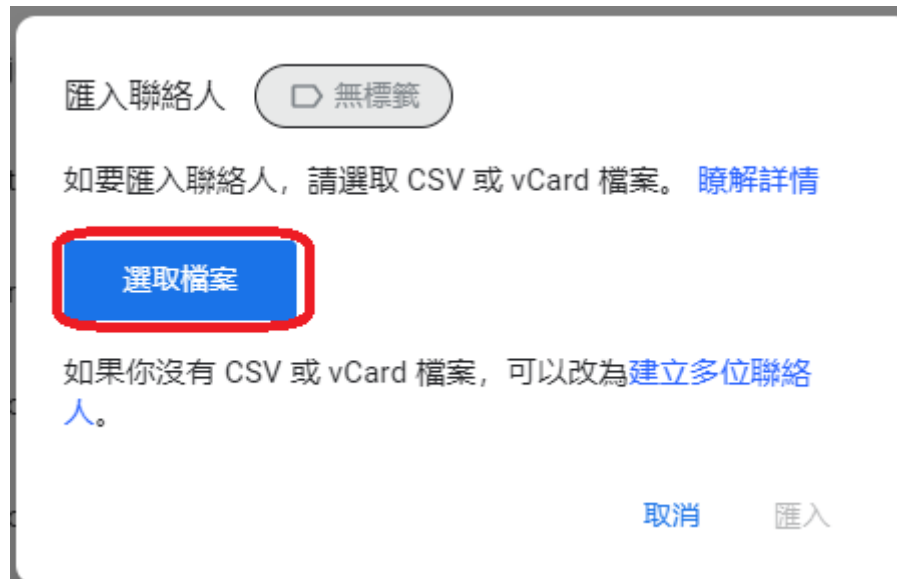 匯入聯絡人 無標籤
如要匯入聯絡人，請選取 CSV 或 vCard 檔案。 瞭解詳情
選取檔案
如果你沒有 CSV 或 vCard 檔案，可以改為建立多位聯絡
人。
取消 匯入